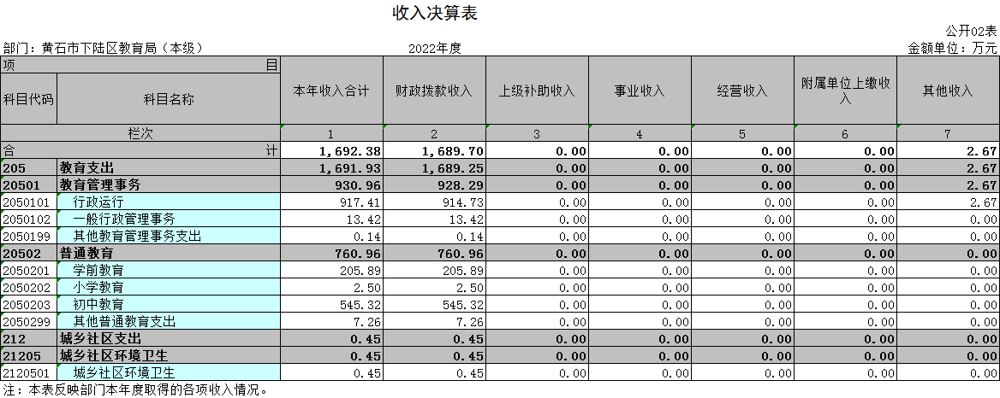 收入决算表
公开02表
部门：黄石市下陆区教育局（本级） 2022年度 金额单位：万元
项 目 本年收入合计 财政拨款收入 上级补助收入 事业收入 经营收入 附属单位上缴收入 其他收入
科目代码 科目名称
栏次 1 2 3 4 5 6 7
合 计 1,692.38 1,689.70 0.00 0.00 0.00 0.00 2.67
205 教育支出 1,691.93 1,689.25 0.00 0.00 0.00 0.00 2.67
20501 教育管理事务 930.96 928.29 0.00 0.00 0.00 0.00 2.67
2050101 行政运行 917.41 914.73 0.00 0.00 0.00 0.00 2.67
2050102 一般行政管理事务 13.42 13.42 0.00 0.00 0.00 0.00 0.00
2050199 其他教育管理事务支出 0.14 0.14 0.00 0.00 0.00 0.00 0.00
20502 普通教育 760.96 760.96 0.00 0.00 0.00 0.00 0.00
2050201 学前教育 205.89 205.89 0.00 0.00 0.00 0.00 0.00
2050202 小学教育 2.50 2.50 0.00 0.00 0.00 0.00 0.00
2050203 初中教育 545.32 545.32 0.00 0.00 0.00 0.00 0.00
2050299 其他普通教育支出 7.26 7.26 0.00 0.00 0.00 0.00 0.00
212 城乡社区支出 0.45 0.45 0.00 0.00 0.00 0.00 0.00
21205 城乡社区环境卫生 0.45 0.45 0.00 0.00 0.00 0.00 0.00
2120501 城乡社区环境卫生 0.45 0.45 0.00 0.00 0.00 0.00 0.00
注：本表反映部门本年度取得的各项收入情况。